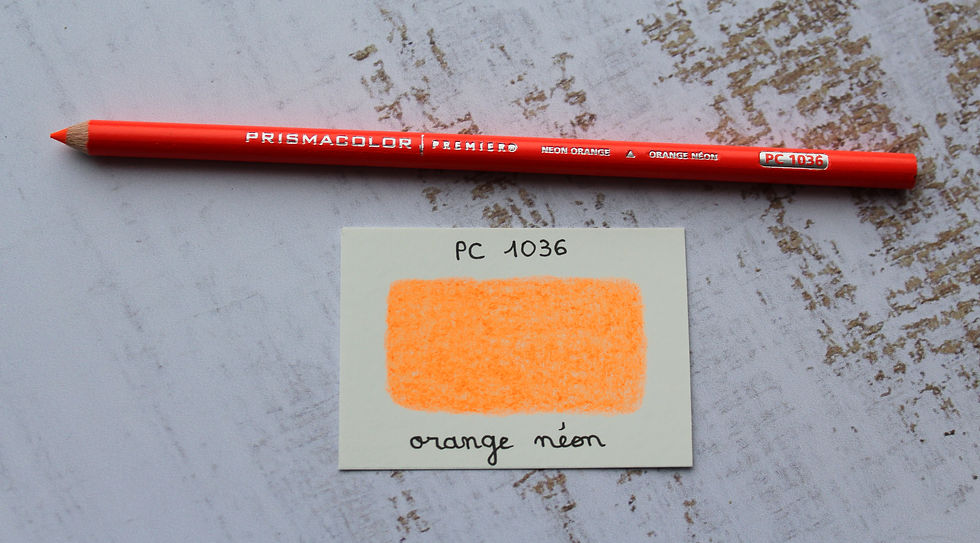 PRISMACOLOR | PREMIER® NEON ORANGE ORANGE NÉON PC 1036
PC 1036
orange néon